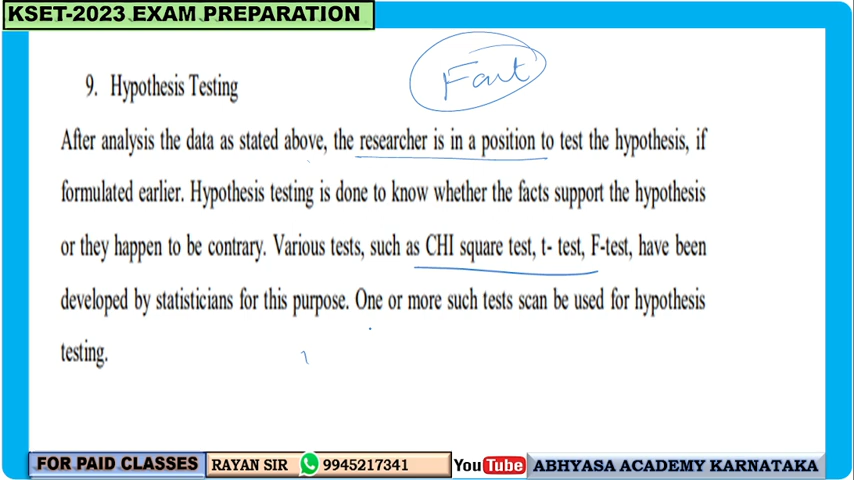 KSET-2023 EXAM PREPARATION
Fact
9. Hypothesis Testing
After analysis the data as stated above, the researcher is in a position to test the hypothesis, if
formulated earlier. Hypothesis testing is done to know whether the facts support the hypothesis
or they happen to be contrary. Various tests, such as CHI square test, t- test, F-test, have been
developed by statisticians for this purpose. One or more such tests scan be used for hypothesis
testing.
FOR PAID CLASSES RAYAN SIR 9945217341 YouTube ABHYASA ACADEMY KARNATAKA